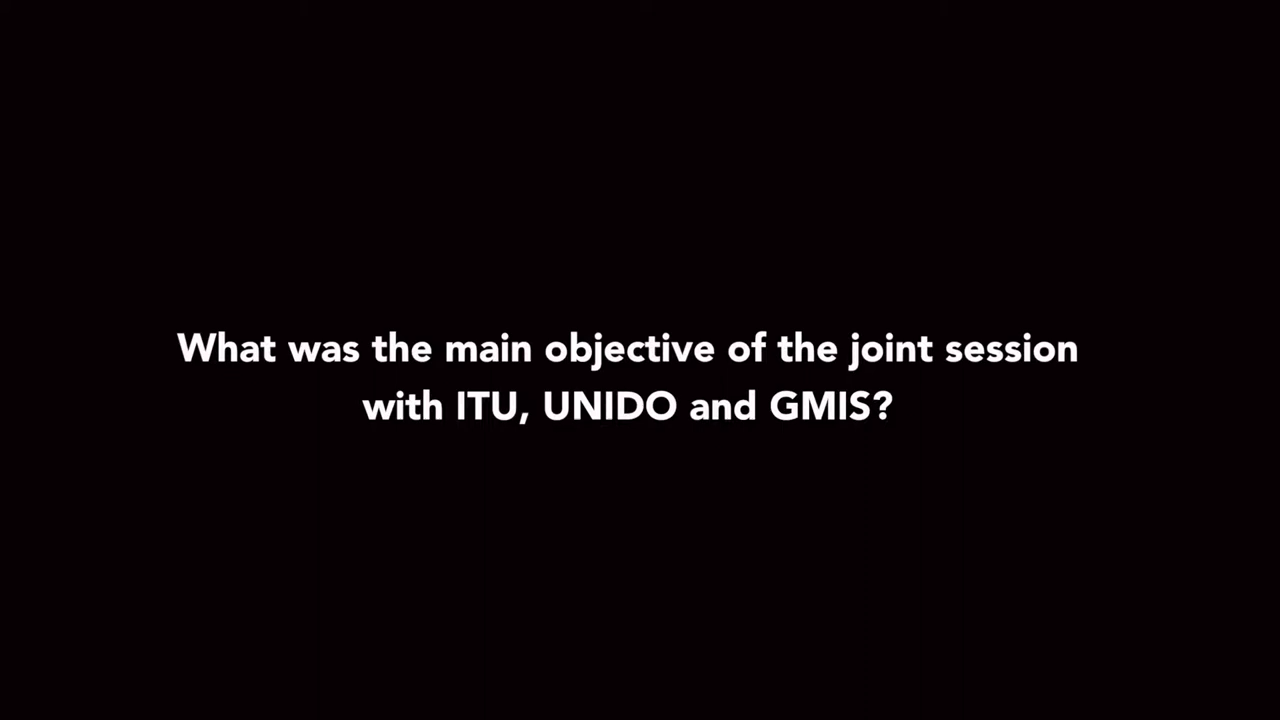 What was the main objective of the joint session
with ITU, UNIDO and GMIS?